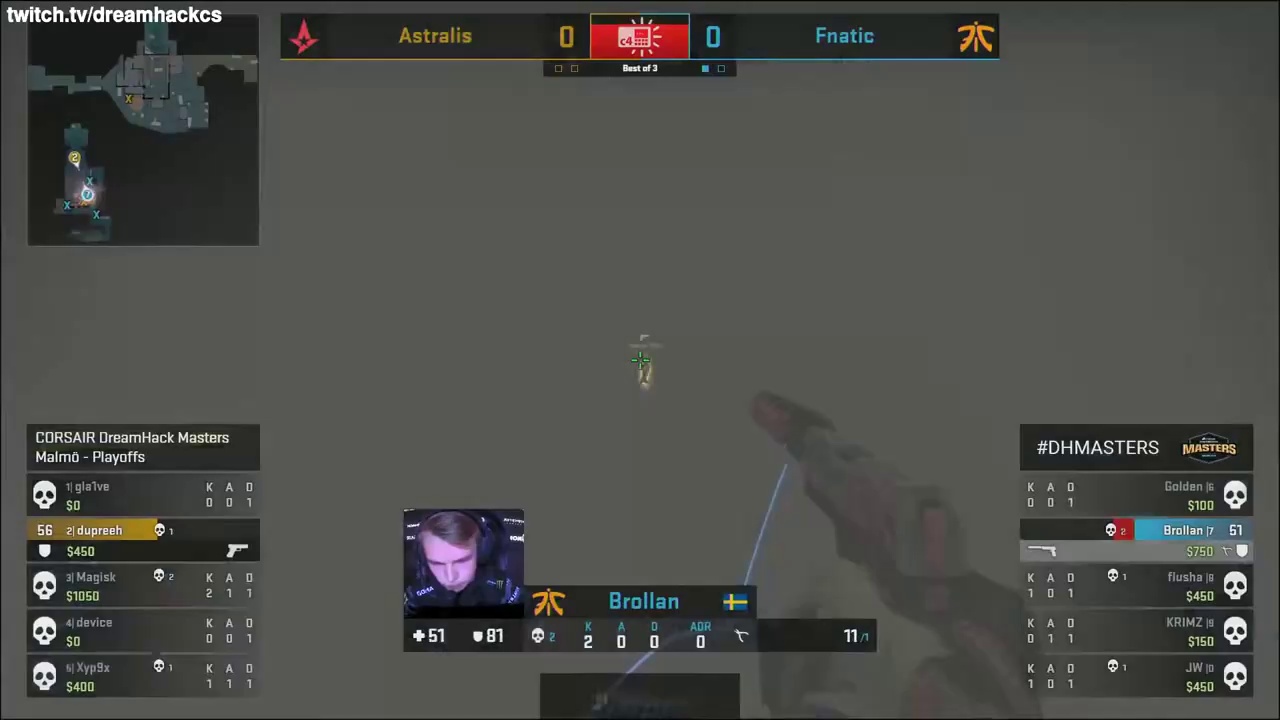 twitch.tv/dreamhackcs
Astralis 0 C4 0 Fnatic
Best of 3
X
2
X
7
X X
CORSAIR DreamHack Masters
Malmö - Playoffs
1| gla1ve K A D
$0 0 0 1
56 2| dupreeh 1
$450
3| Magisk 2 K A D
$1050 2 1 1
4| device K A D
$0 0 0 1
5| Xyp9x 1 K A D
$400 1 1 1
#DHMASTERS MASTERS
K A D Golden |6
0 0 1 $100
2 Brollan |7 51
$750
K A D 1 flusha |8
1 0 1 $450
K A D KRIMZ |9
0 1 1 $150
K A D 1 JW |0
1 0 1 $450
Brollan
51 81 2 K A D ADR 11/1
2 0 0 0